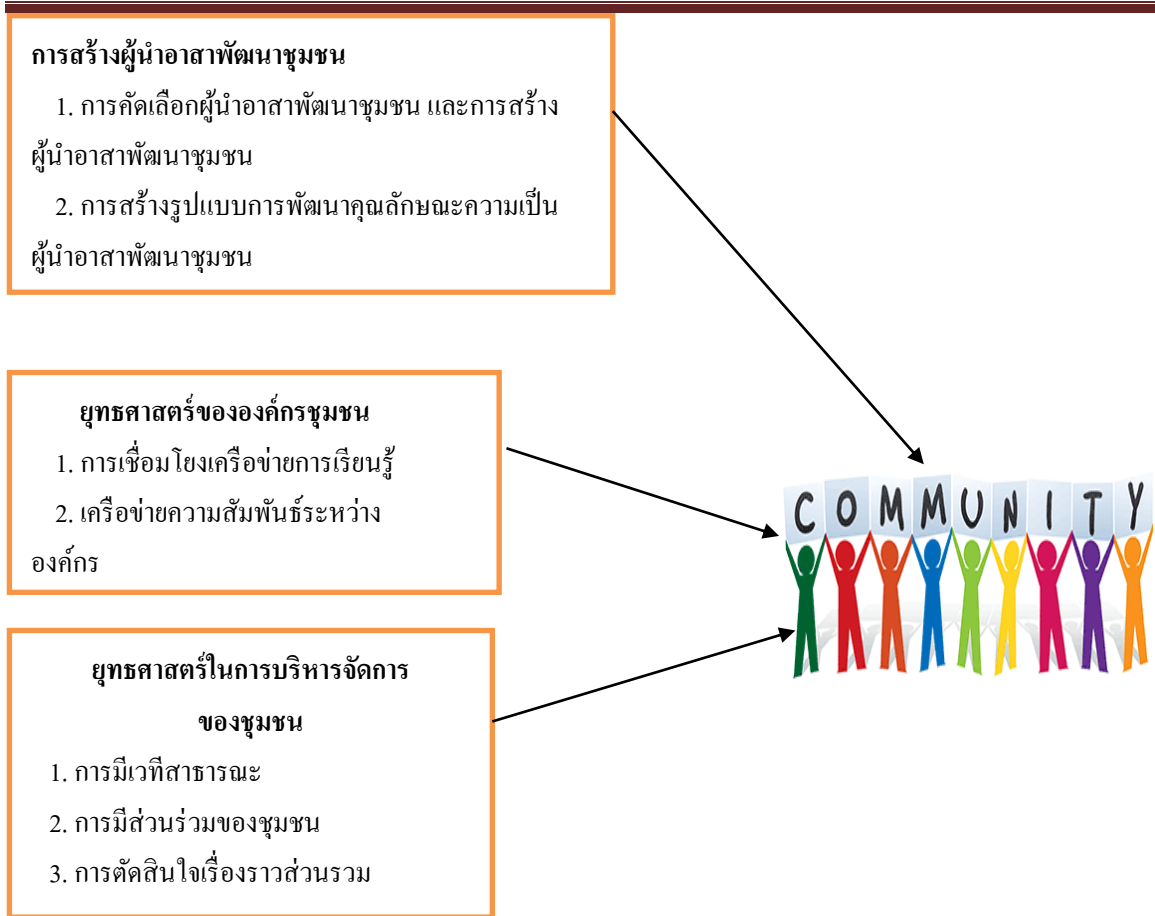 การสร้างผู้นำอาสาพัฒนาชุมชน
1. การคัดเลือกผู้นำอาสาพัฒนาชุมชน และการสร้าง
ผู้นำอาสาพัฒนาชุมชน
2. การสร้างรูปแบบการพัฒนาคุณลักษณะความเป็น
ผู้นำอาสาพัฒนาชุมชน
ยุทธศาสตร์ขององค์กรชุมชน
1. การเชื่อมโยงเครือข่ายการเรียนรู้
2. เครือข่ายความสัมพันธ์ระหว่าง
องค์กร
COMMUNITY
ยุทธศาสตร์ในการบริหารจัดการ
ของชุมชน
1. การมีเวทีสาธารณะ
2. การมีส่วนร่วมของชุมชน
3. การตัดสินใจเรื่องราวส่วนรวม